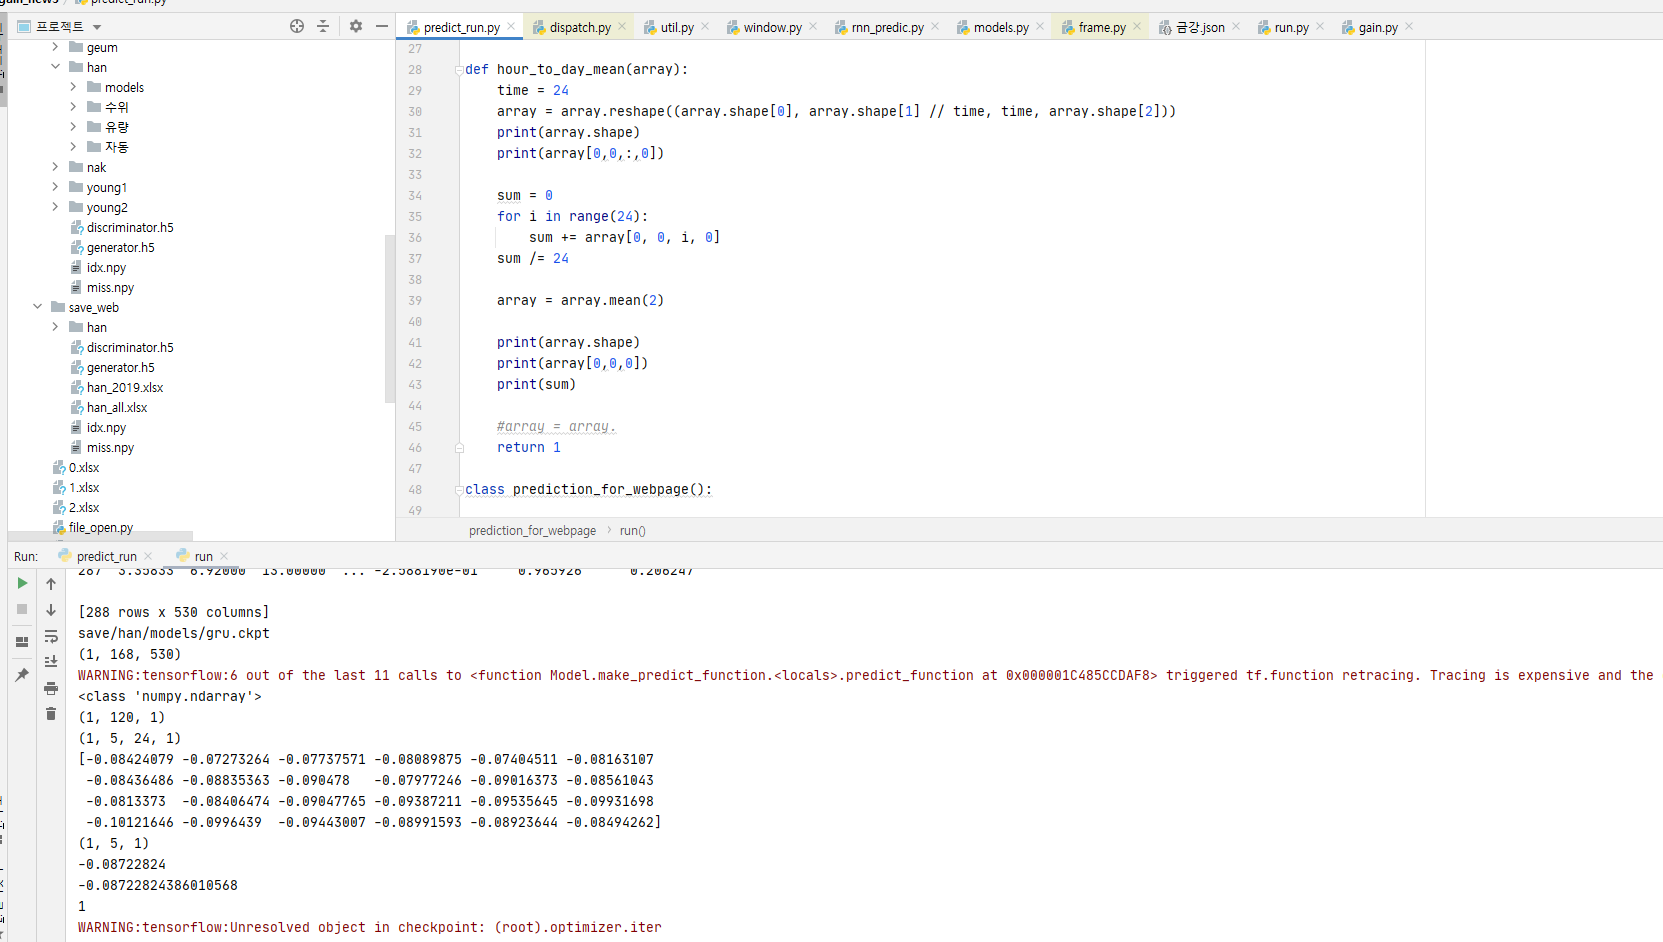 gain_news predict_run.py
프로젝트
predict_run.py dispatch.py util.py window.py rnn_predic.py models.py frame.py 금강.json run.py gain.py
geum
han
models
수위
유량
자동
nak
young1
young2
discriminator.h5
generator.h5
idx.npy
miss.npy
save_web
han
discriminator.h5
generator.h5
han_2019.xlsx
han_all.xlsx
idx.npy
miss.npy
0.xlsx
1.xlsx
2.xlsx
file_open.py
27
28 def hour_to_day_mean(array):
29 time = 24
30 array = array.reshape((array.shape[0], array.shape[1] // time, time, array.shape[2]))
31 print(array.shape)
32 print(array[0,0,:,0])
33
34 sum = 0
35 for i in range(24):
36 sum += array[0, 0, i, 0]
37 sum /= 24
38
39 array = array.mean(2)
40
41 print(array.shape)
42 print(array[0,0,0])
43 print(sum)
44
45 #array = array.
46 return 1
47
48 class prediction_for_webpage():
49
prediction_for_webpage › run()
Run: predict_run run
287 3.35833 6.92000 13.00000 ... -2.588190e-01 0.965926 0.206247
[288 rows x 530 columns]
save/han/models/gru.ckpt
(1, 168, 530)
WARNING:tensorflow:6 out of the last 11 calls to <function Model.make_predict_function.<locals>.predict_function at 0x000001C485CCDAF8> triggered tf.function retracing. Tracing is expensive and the
<class 'numpy.ndarray'>
(1, 120, 1)
(1, 5, 24, 1)
[-0.08424079 -0.07273264 -0.07737571 -0.08089875 -0.07404511 -0.08163107
-0.08436486 -0.08835363 -0.090478 -0.07977246 -0.09016373 -0.08561043
-0.0813373 -0.08406474 -0.09047765 -0.09387211 -0.09535645 -0.09931698
-0.10121646 -0.0996439 -0.09443007 -0.08991593 -0.08923644 -0.08494262]
(1, 5, 1)
-0.08722824
-0.08722824386010568
1
WARNING:tensorflow:Unresolved object in checkpoint: (root).optimizer.iter